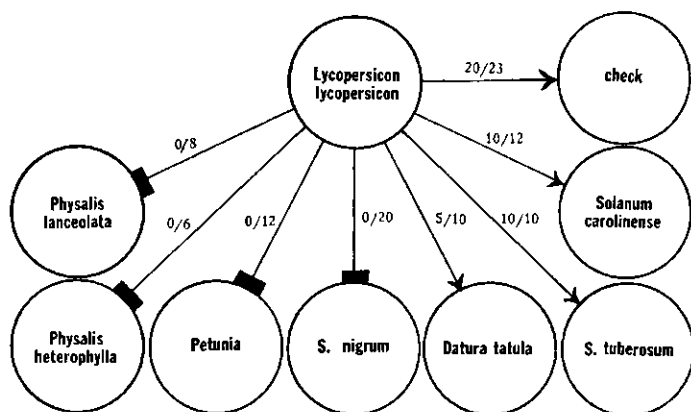 Lycopersicon
lycopersicon
20/23
check
0/8
10/12
Physalis
lanceolata
0/6
0/12
0/20
5/10
10/10
Solanum
carolinense
Physalis
heterophylla
Petunia
S. nigrum
Datura tatula
S. tuberosum